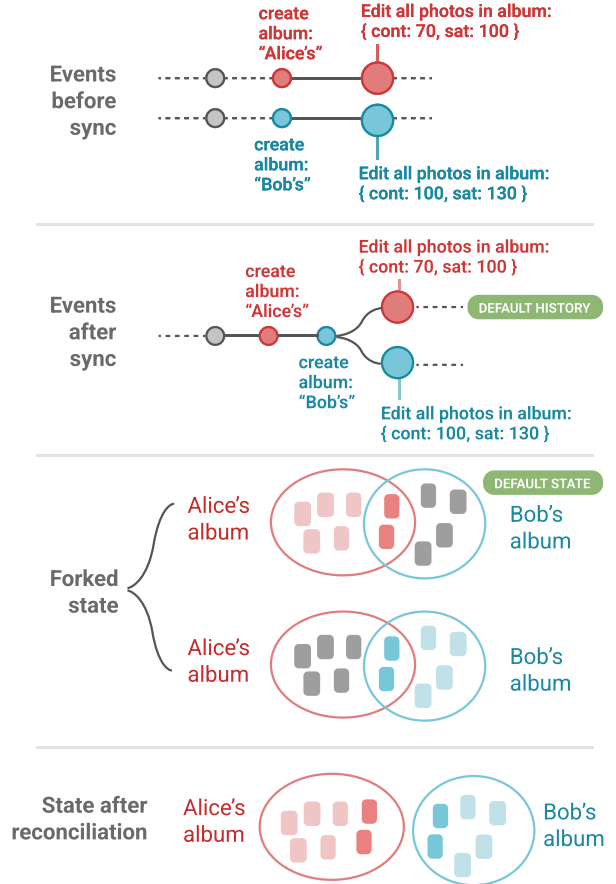 create
album:
“Alice’s”
Edit all photos in album:
{ cont: 70, sat: 100 }
Events
before
sync
create
album:
“Bob’s”
Edit all photos in album:
{ cont: 100, sat: 130 }
Edit all photos in album:
{ cont: 70, sat: 100 }
create
album:
“Alice’s”
DEFAULT HISTORY
Events
after
sync
create
album:
“Bob’s”
Edit all photos in album:
{ cont: 100, sat: 130 }
DEFAULT STATE
Alice’s
album
Bob’s
album
Forked
state
Alice’s
album
Bob’s
album
State after
reconciliation
Alice’s
album
Bob’s
album